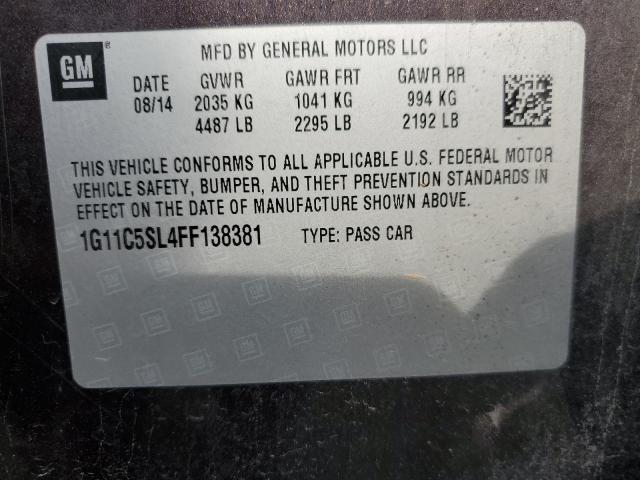 GM ®
MFD BY GENERAL MOTORS LLC
DATE GVWR GAWR FRT GAWR RR
08/14 2035 KG 1041 KG 994 KG
4487 LB 2295 LB 2192 LB
THIS VEHICLE CONFORMS TO ALL APPLICABLE U.S. FEDERAL MOTOR
VEHICLE SAFETY, BUMPER, AND THEFT PREVENTION STANDARDS IN
EFFECT ON THE DATE OF MANUFACTURE SHOWN ABOVE.
1G11C5SL4FF138381 TYPE: PASS CAR